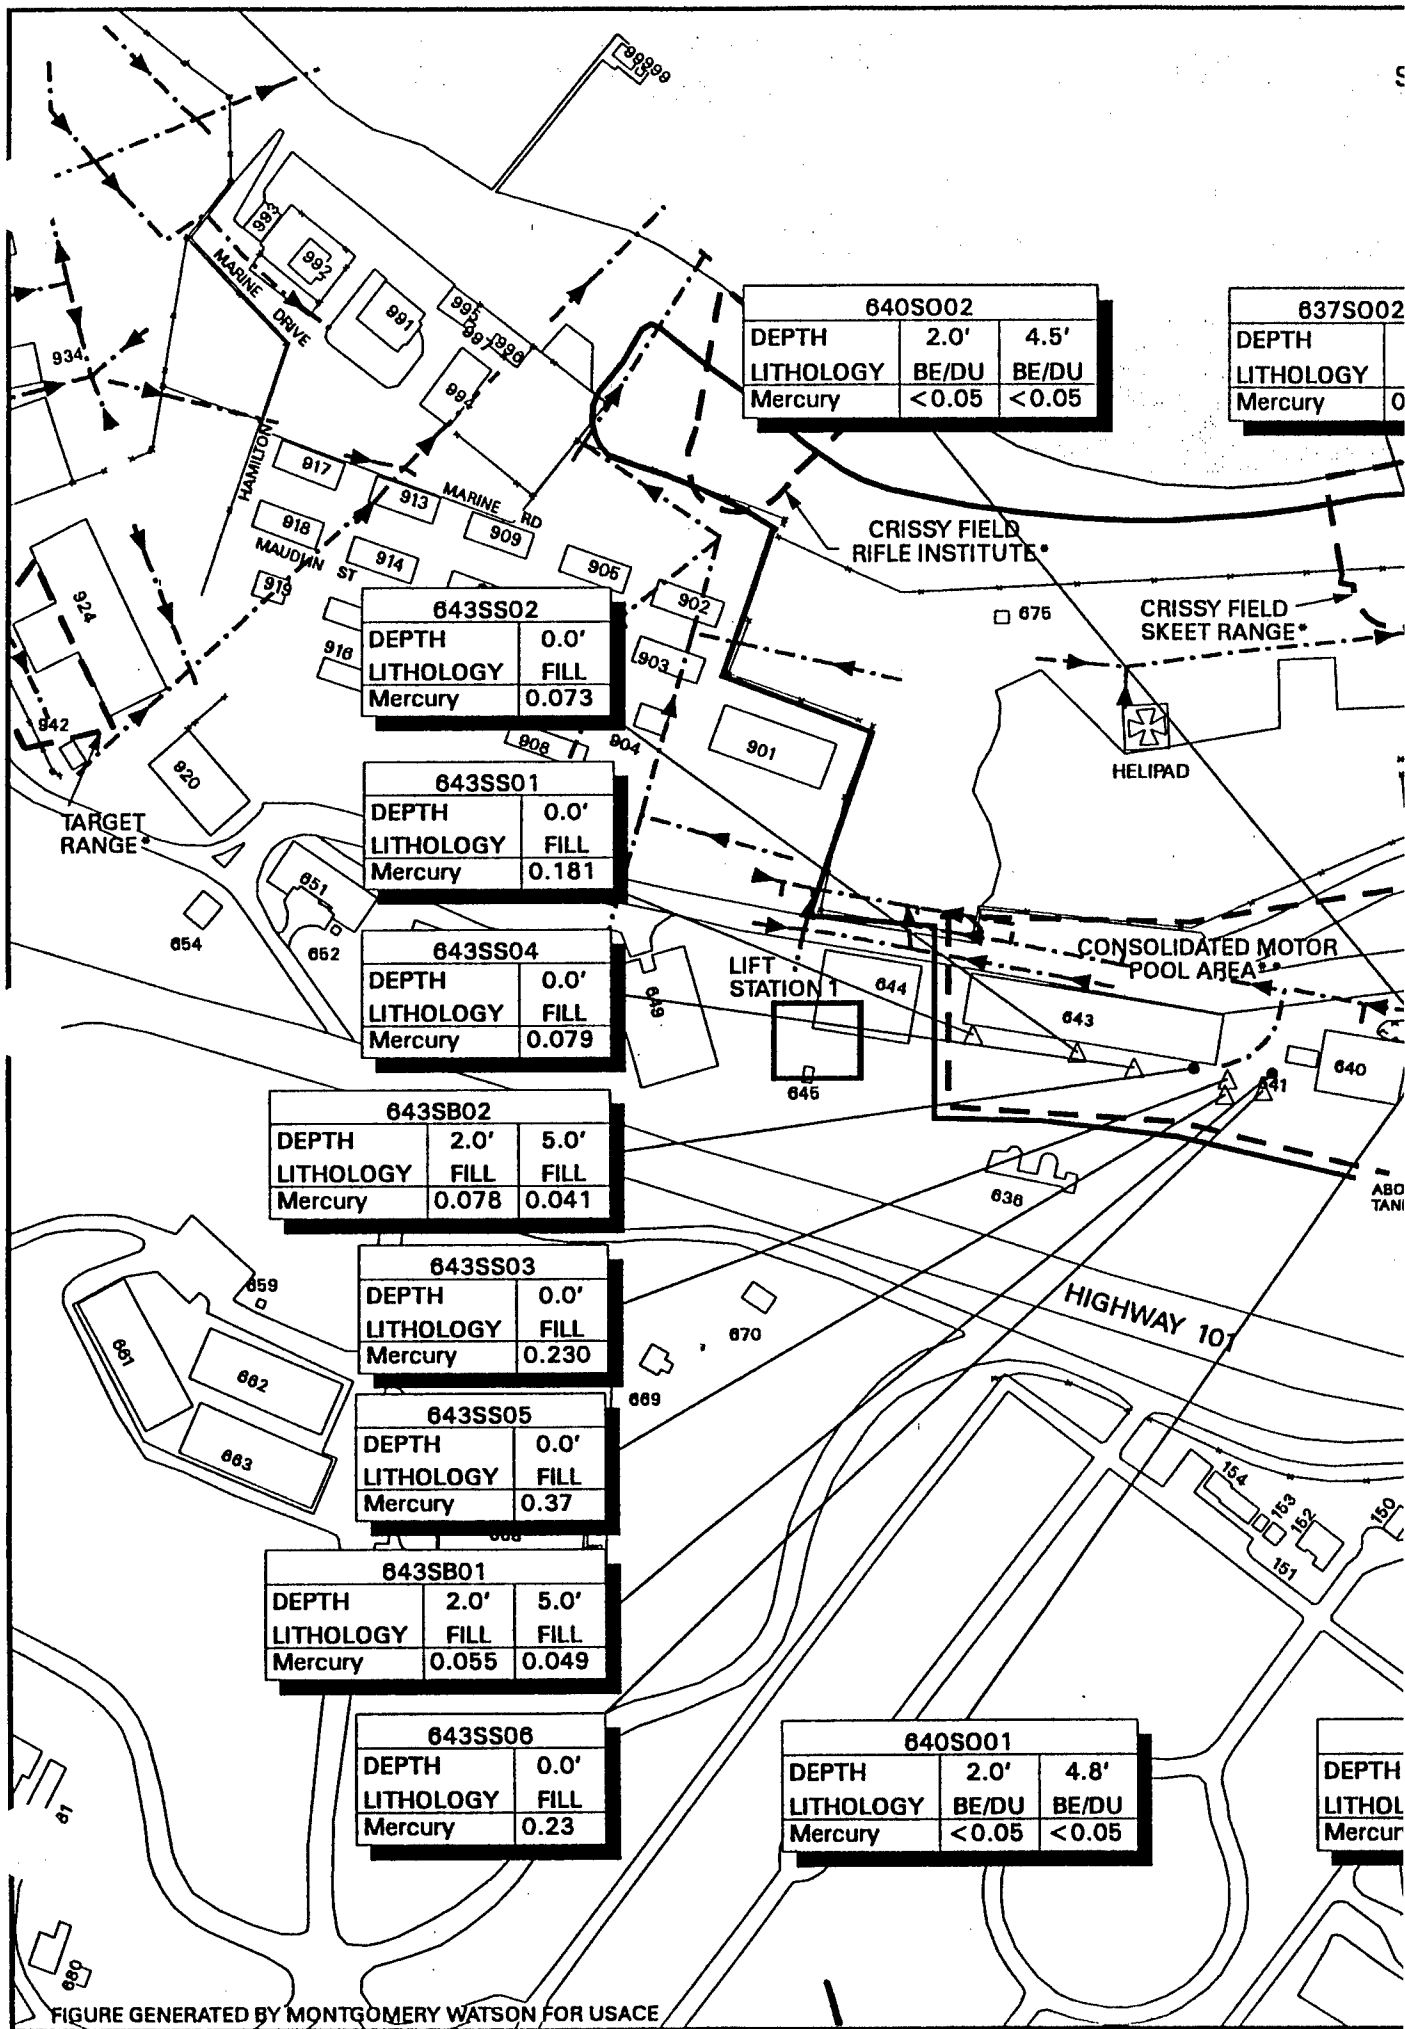 99999
S
993
992
MARINE
DRIVE
991
995
997
996
994
934
640SO02
DEPTH 2.0' 4.5'
LITHOLOGY BE/DU BE/DU
Mercury <0.05 <0.05
637SO02
DEPTH
LITHOLOGY
Mercury 0
HAMILTON
917
913
MARINE RD
918
909
MAUDLIN ST
914
919
905
902
924
916
903
CRISSY FIELD
RIFLE INSTITUTE*
675
CRISSY FIELD
SKEET RANGE*
643SS02
DEPTH 0.0'
LITHOLOGY FILL
Mercury 0.073
942
908
904
901
920
HELIPAD
643SS01
DEPTH 0.0'
LITHOLOGY FILL
Mercury 0.181
TARGET
RANGE*
651
654
652
643SS04
DEPTH 0.0'
LITHOLOGY FILL
Mercury 0.079
649
LIFT
STATION 1
644
CONSOLIDATED MOTOR
POOL AREA*
643
640
645
641
643SB02
DEPTH 2.0' 5.0'
LITHOLOGY FILL FILL
Mercury 0.078 0.041
636
ABO
TAN
643SS03
DEPTH 0.0'
LITHOLOGY FILL
Mercury 0.230
659
661
662
663
670
669
HIGHWAY 101
643SS05
DEPTH 0.0'
LITHOLOGY FILL
Mercury 0.37
154
153
152
150
151
643SB01
DEPTH 2.0' 5.0'
LITHOLOGY FILL FILL
Mercury 0.055 0.049
643SS06
DEPTH 0.0'
LITHOLOGY FILL
Mercury 0.23
640SO01
DEPTH 2.0' 4.8'
LITHOLOGY BE/DU BE/DU
Mercury <0.05 <0.05
DEPTH
LITHOL
Mercur
81
680
FIGURE GENERATED BY MONTGOMERY WATSON FOR USACE